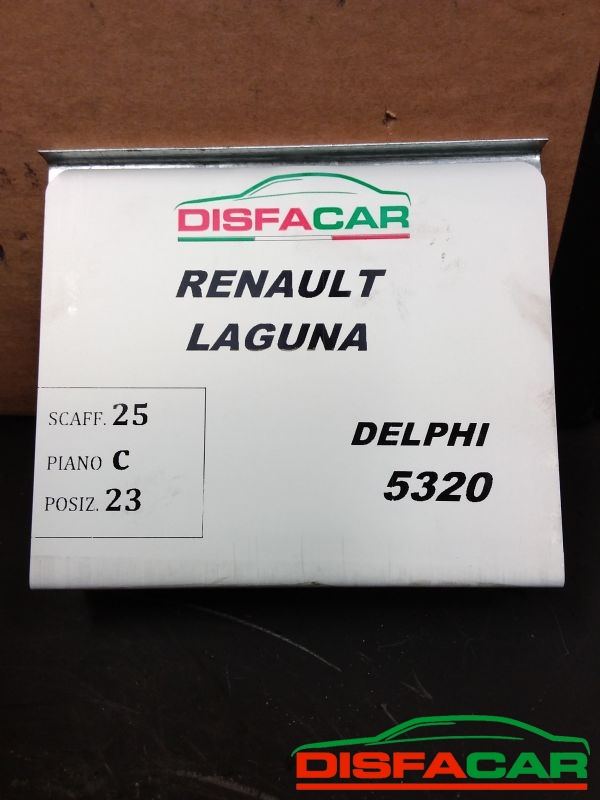 DISFACAR
RENAULT
LAGUNA
SCAFF. 25
PIANO C
POSIZ. 23
DELPHI
5320
DISFACAR